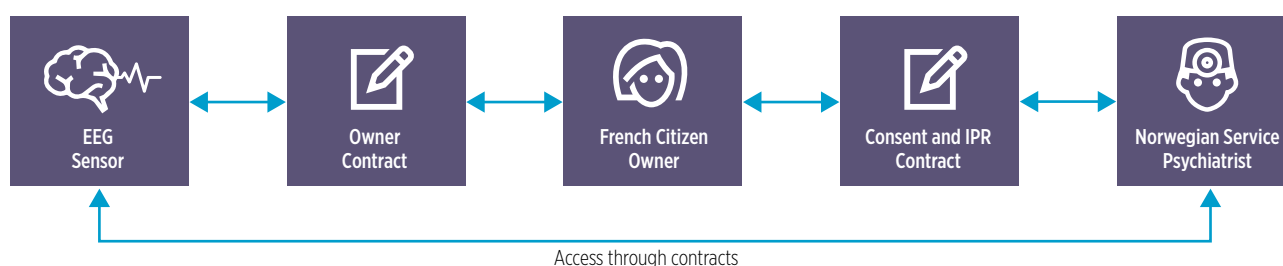 EEG
Sensor
Owner
Contract
French Citizen
Owner
Consent and IPR
Contract
Norwegian Service
Psychiatrist
Access through contracts